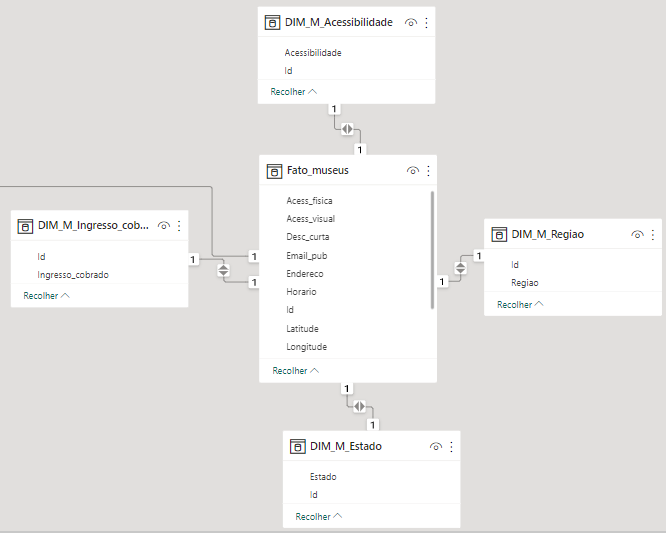 DIM_M_Acessibilidade
Acessibilidade
Id
Recolher
1
1
Fato_museus
Acess_fisica
Acess_visual
Desc_curta
Email_pub
Endereco
Horario
Id
Latitude
Longitude
Recolher
DIM_M_Ingresso_cob...
Id
Ingresso_cobrado
Recolher
1
1
1
DIM_M_Regiao
Id
Regiao
Recolher
1
1
1
1
DIM_M_Estado
Estado
Id
Recolher